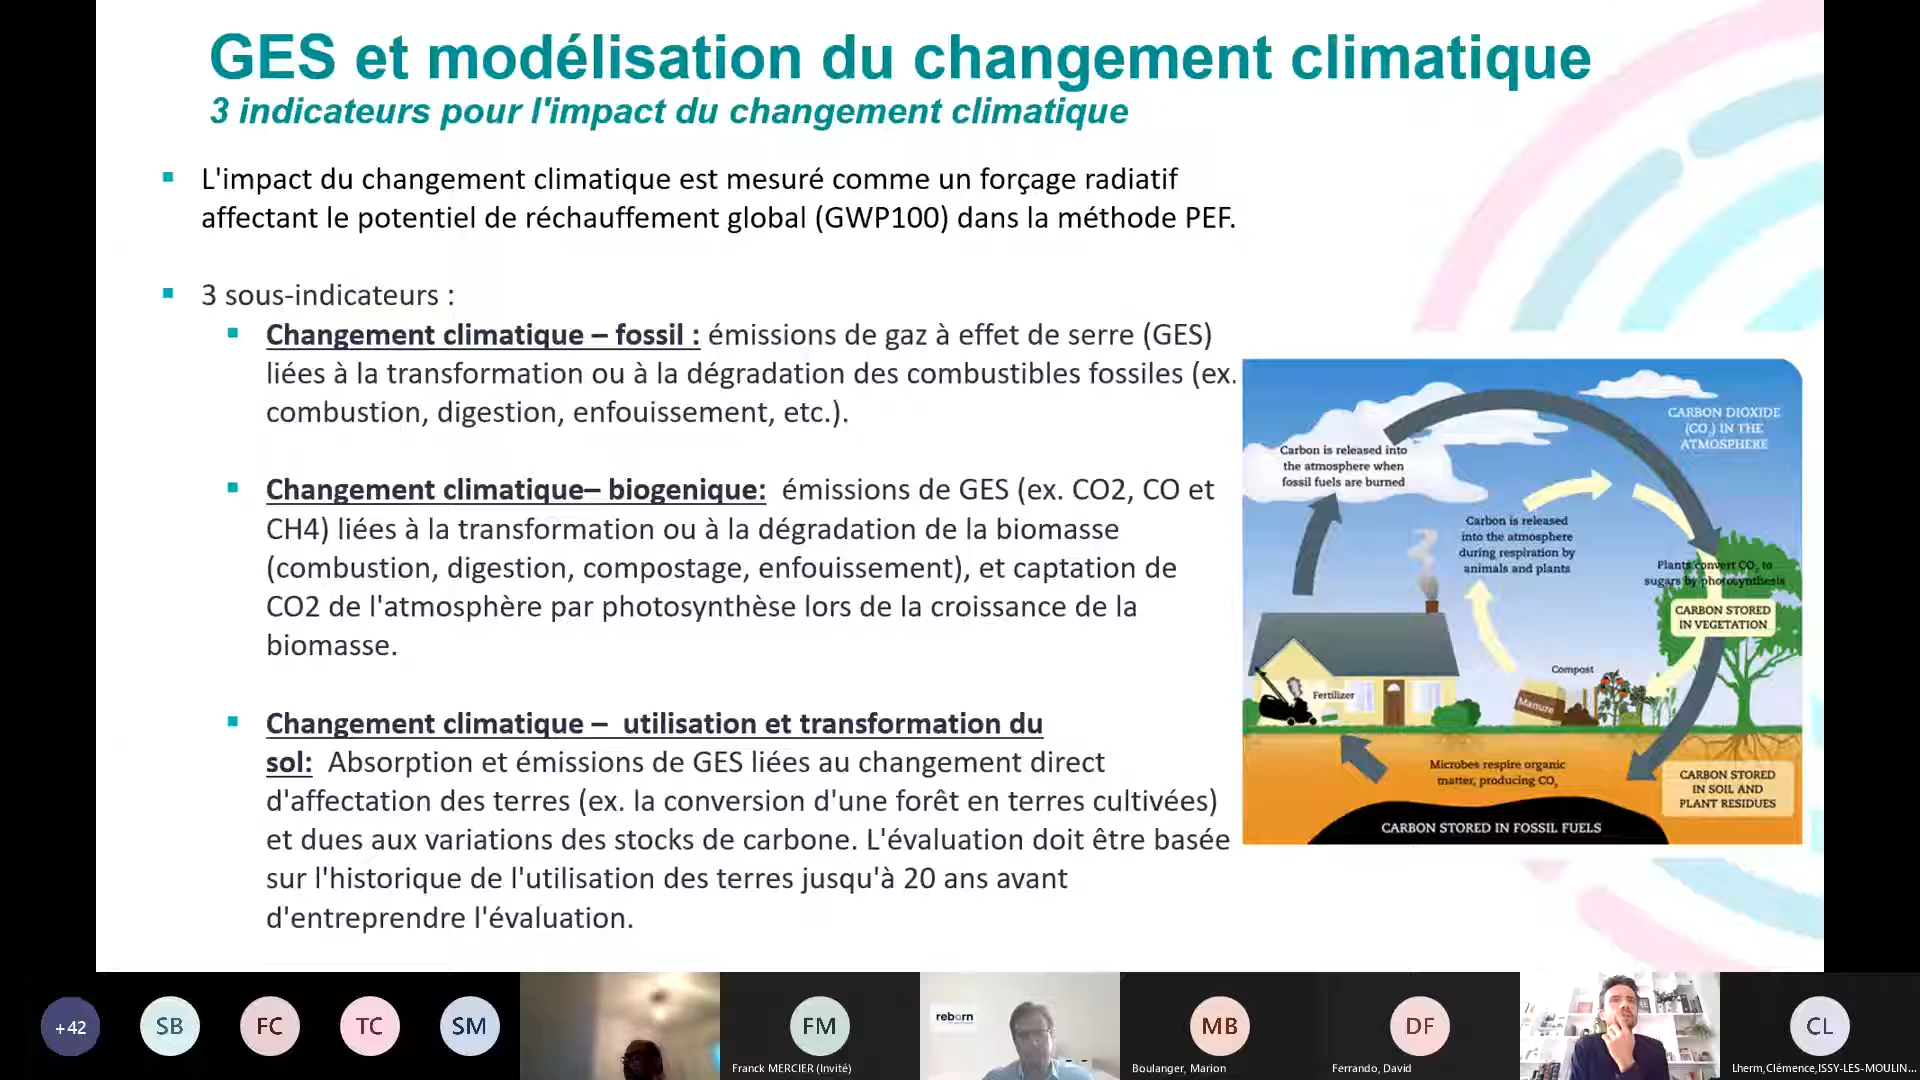 GES et modélisation du changement climatique
3 indicateurs pour l'impact du changement climatique
L'impact du changement climatique est mesuré comme un forçage radiatif
affectant le potentiel de réchauffement global (GWP100) dans la méthode PEF.
3 sous-indicateurs :
Changement climatique – fossil : émissions de gaz à effet de serre (GES)
liées à la transformation ou à la dégradation des combustibles fossiles (ex.
combustion, digestion, enfouissement, etc.).
Changement climatique– biogenique: émissions de GES (ex. CO2, CO et
CH4) liées à la transformation ou à la dégradation de la biomasse
(combustion, digestion, compostage, enfouissement), et captation de
CO2 de l'atmosphère par photosynthèse lors de la croissance de la
biomasse.
Changement climatique – utilisation et transformation du
sol: Absorption et émissions de GES liées au changement direct
d'affectation des terres (ex. la conversion d'une forêt en terres cultivées)
et dues aux variations des stocks de carbone. L'évaluation doit être basée
sur l'historique de l'utilisation des terres jusqu'à 20 ans avant
d'entreprendre l'évaluation.
CARBON DIOXIDE
(CO₂) IN THE
ATMOSPHERE
Carbon is released into
the atmosphere when
fossil fuels are burned
Carbon is released
into the atmosphere
during respiration by
animals and plants
Plants convert CO₂ to
sugars by photosynthesis
CARBON STORED
IN VEGETATION
Compost
Fertilizer
Manure
Microbes respire organic
matter, producing CO₂
CARBON STORED
IN SOIL AND
PLANT RESIDUES
CARBON STORED IN FOSSIL FUELS
+42
SB
FC
TC
SM
FM
Franck MERCIER (Invité)
reborn
MB
Boulanger, Marion
DF
Ferrando, David
CL
Lherm,Clémence,ISSY-LES-MOULIN...